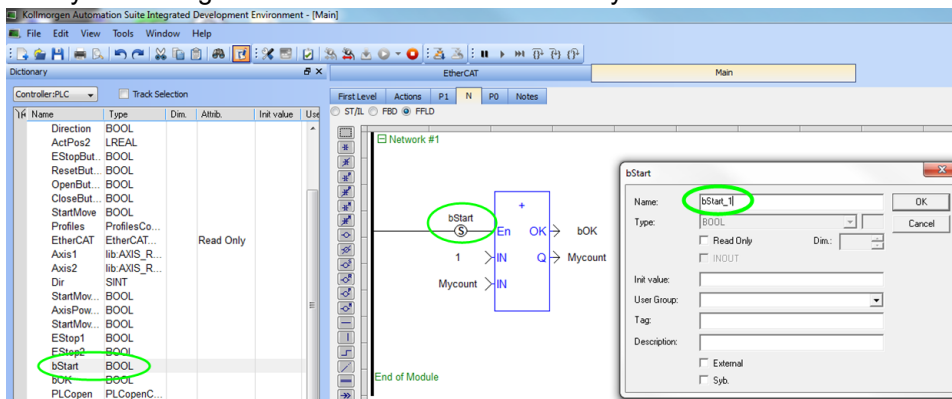 Kollmorgen Automation Suite Integrated Development Environment - [Main]
File Edit View Tools Window Help
Dictionary
EtherCAT Main
Controller:PLC Track Selection
Name Type Dim. Attrib. Init value Use
Direction BOOL
ActPos2 LREAL
EStopBut... BOOL
ResetBut... BOOL
OpenBut... BOOL
CloseBut... BOOL
StartMove BOOL
Profiles ProfilesCo...
EtherCAT EtherCAT... Read Only
Axis1 lib:AXIS_R...
Axis2 lib:AXIS_R...
Dir SINT
StartMov... BOOL
AxisPow... BOOL
StartMov... BOOL
EStop1 BOOL
EStop2 BOOL
bStart BOOL
bOK BOOL
PLCopen PLCopenC...
First Level Actions P1 N P0 Notes
ST/IL FBD FFLD
Network #1
bStart
S
+
En OK bOK
1 IN Q Mycount
Mycount IN
End of Module
bStart
Name: bStart_1 OK
Type: BOOL Cancel
Read Only Dim.:
INOUT
Init value:
User Group:
Tag:
Description:
External
Syb.